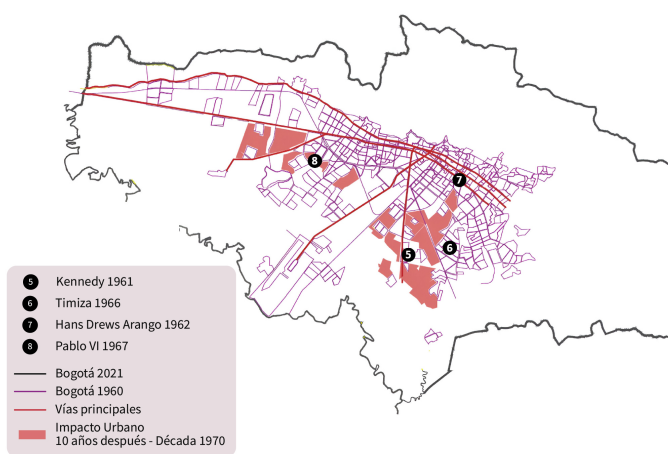 8
7
6
5
5 Kennedy 1961
6 Timiza 1966
7 Hans Drews Arango 1962
8 Pablo VI 1967
Bogotá 2021
Bogotá 1960
Vías principales
Impacto Urbano
10 años después - Década 1970